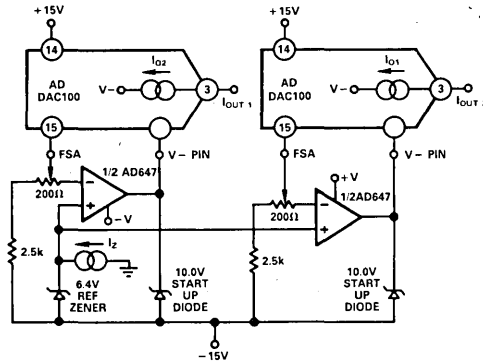 +15V
14
AD
DAC100
IO2
V–
3
IOUT 1
15
FSA
V– PIN
1/2 AD647
200Ω
–
+
–V
2.5k
IZ
6.4V
REF
ZENER
10.0V
START
UP
DIODE
+15V
14
AD
DAC100
IO1
V–
3
IOUT
15
FSA
V– PIN
+V
1/2AD647
200Ω
–
+
2.5k
10.0V
START
UP
DIODE
–15V